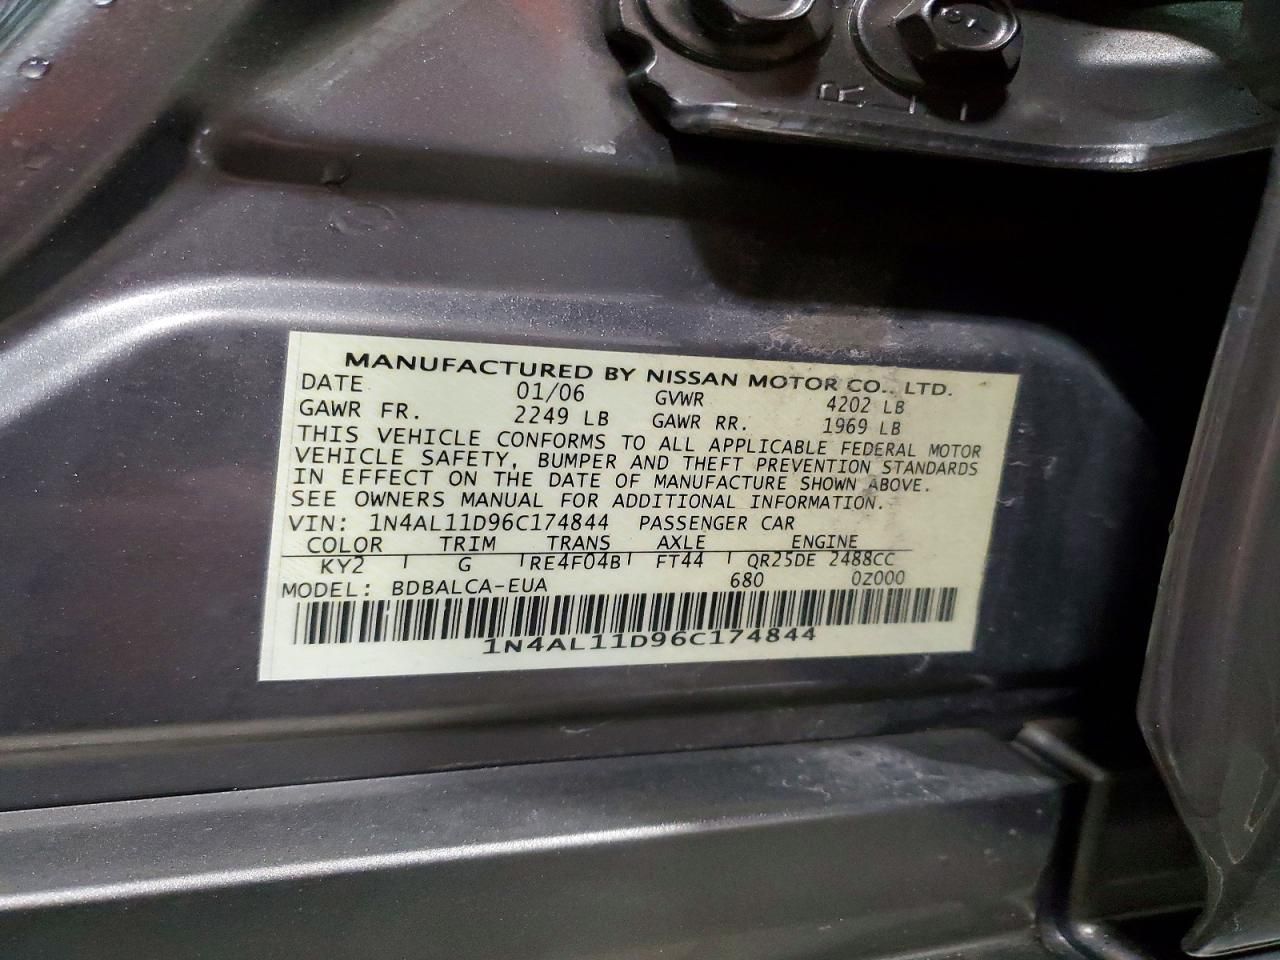 RH
MANUFACTURED BY NISSAN MOTOR CO., LTD.
DATE 01/06 GVWR 4202 LB
GAWR FR. 2249 LB GAWR RR. 1969 LB
THIS VEHICLE CONFORMS TO ALL APPLICABLE FEDERAL MOTOR
VEHICLE SAFETY, BUMPER AND THEFT PREVENTION STANDARDS
IN EFFECT ON THE DATE OF MANUFACTURE SHOWN ABOVE.
SEE OWNERS MANUAL FOR ADDITIONAL INFORMATION.
VIN: 1N4AL11D96C174844 PASSENGER CAR
COLOR TRIM TRANS AXLE ENGINE
KY2 G RE4F04B FT44 QR25DE 2488CC
MODEL: BDBALCA-EUA 680 0Z000
1N4AL11D96C174844